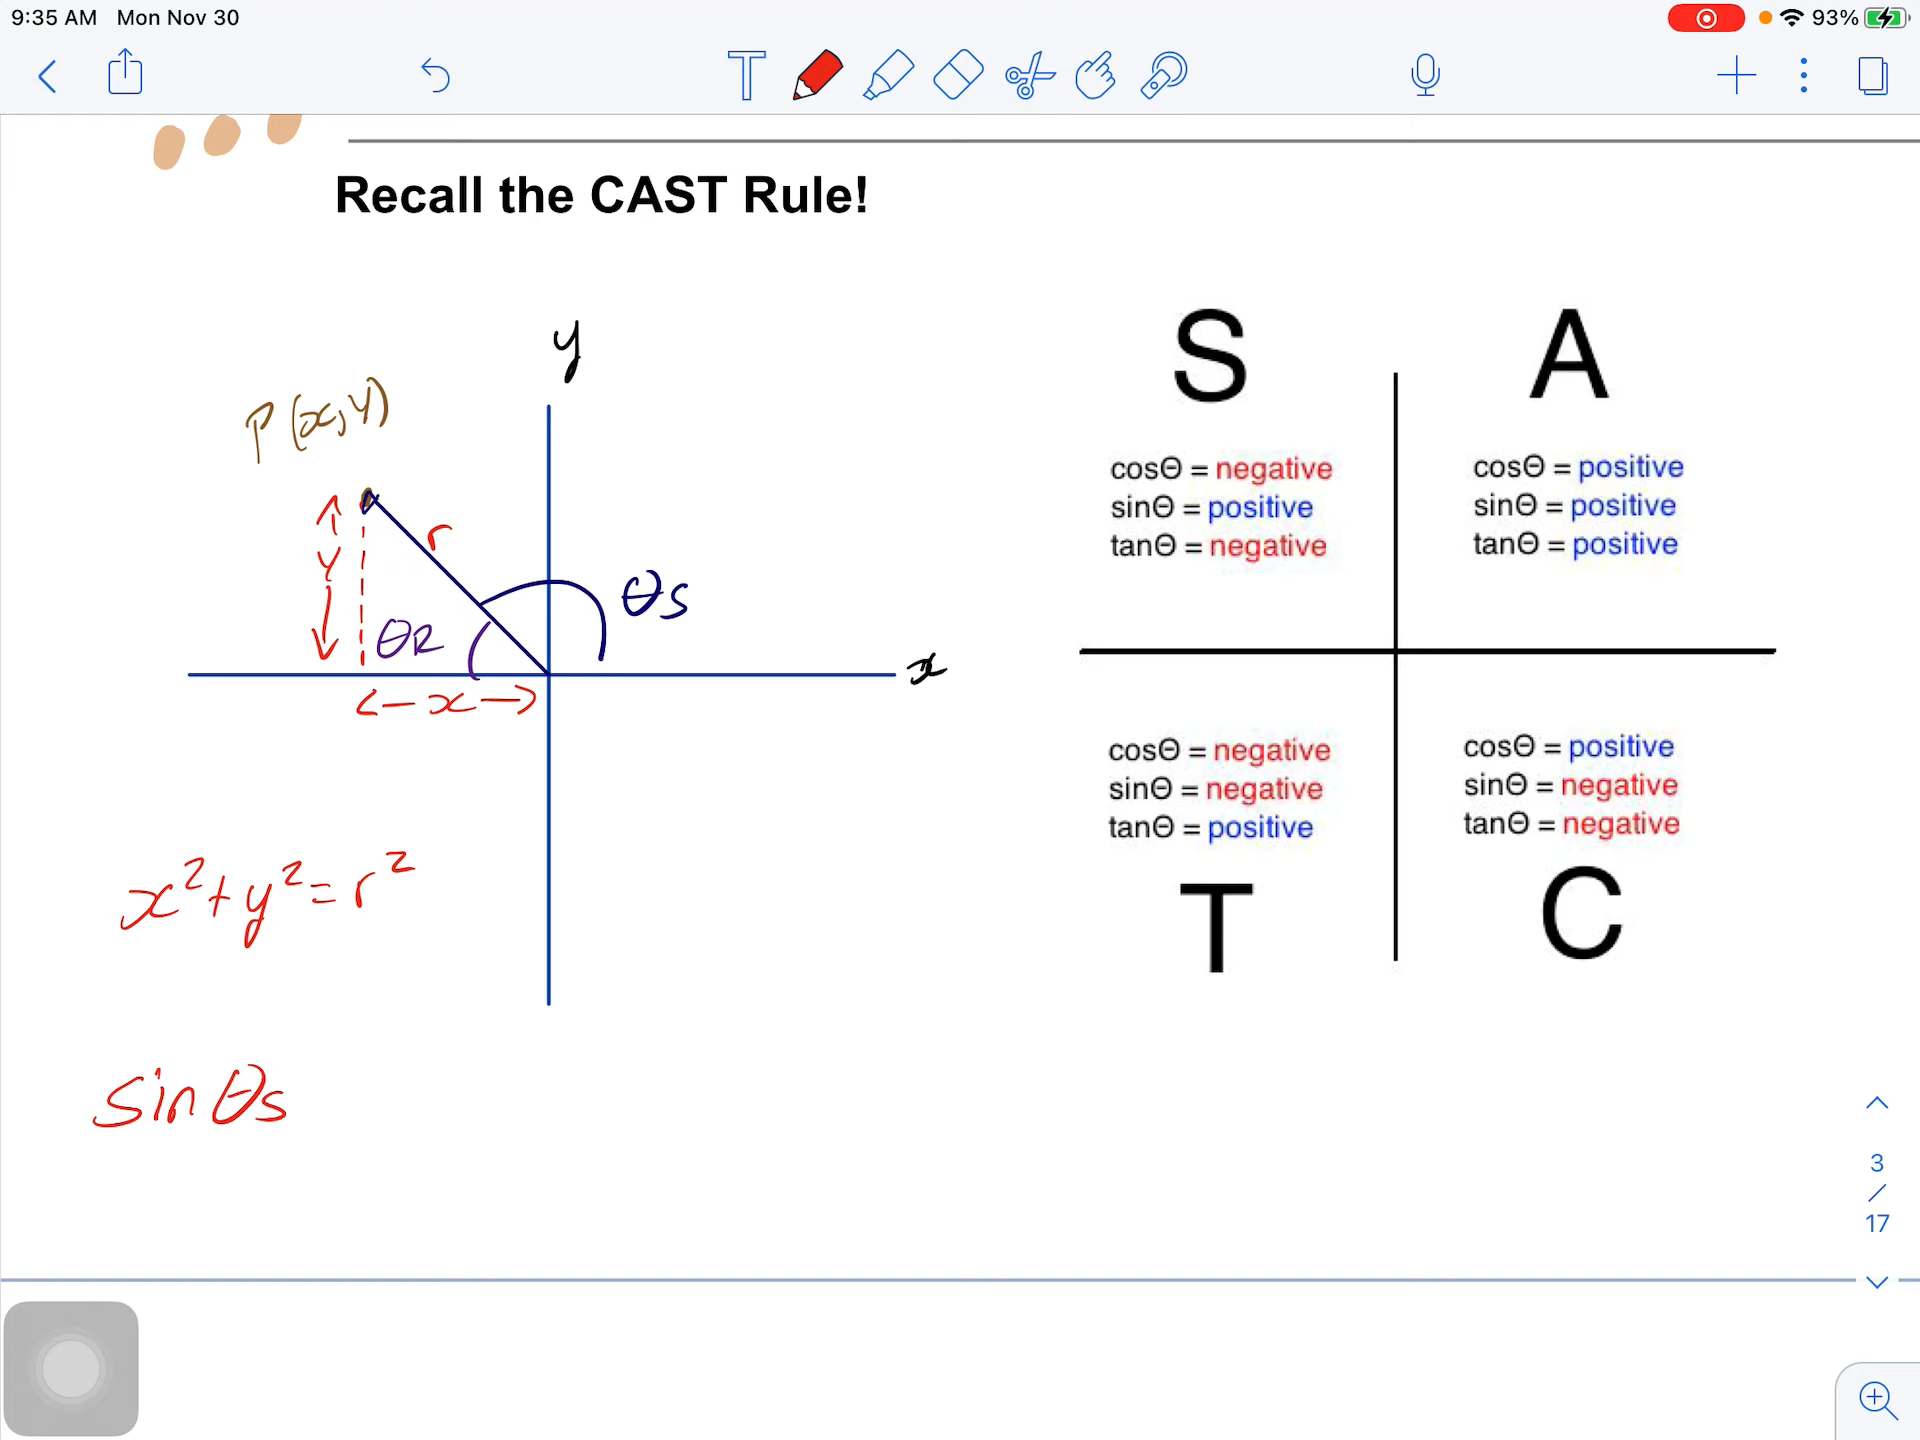 9:35 AM Mon Nov 30
93%
T
Recall the CAST Rule!
y
P(x,y)
r
y
θs
θR
x
x
x²+y²=r²
sin θs
S
A
cosΘ = negative
sinΘ = positive
tanΘ = negative
cosΘ = positive
sinΘ = positive
tanΘ = positive
cosΘ = negative
sinΘ = negative
tanΘ = positive
cosΘ = positive
sinΘ = negative
tanΘ = negative
T
C
3
/
17